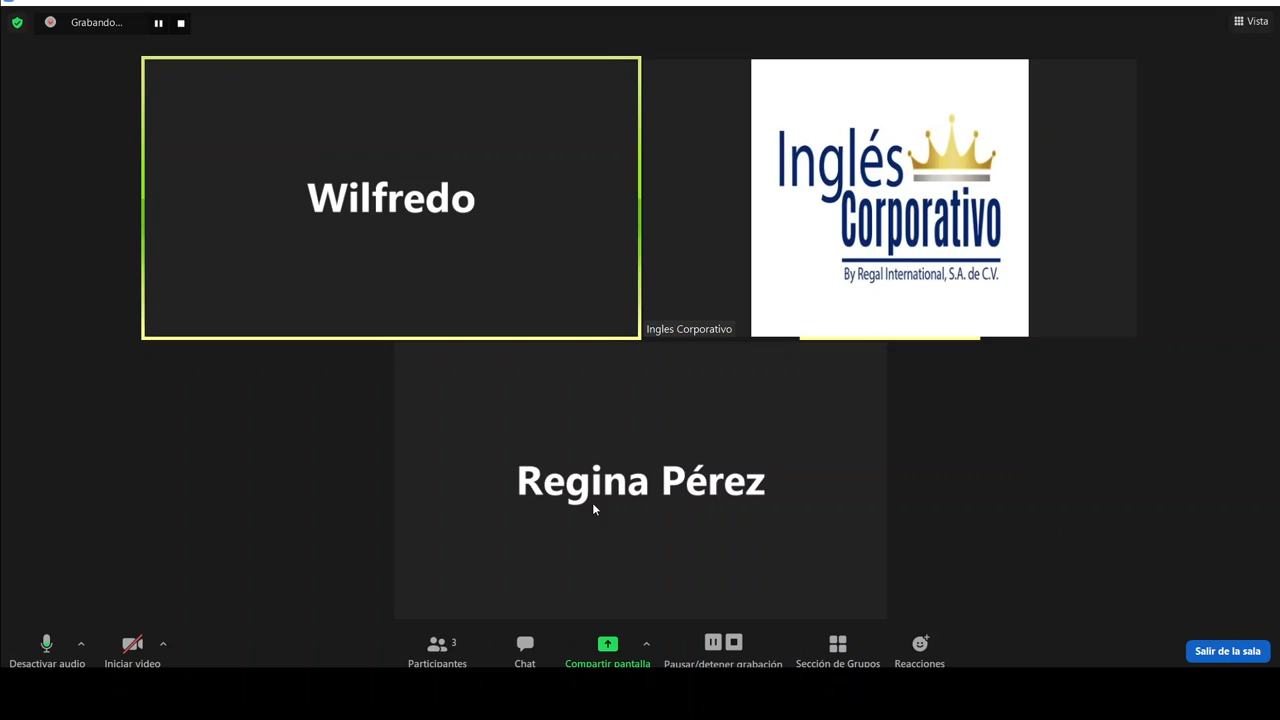 Grabando...
Vista
Wilfredo
Inglés
Corporativo
By Regal International, S.A. de C.V.
Ingles Corporativo
Regina Pérez
Desactivar audio
Iniciar video
3
Participantes
Chat
Compartir pantalla
Pausar/detener grabación
Sección de Grupos
Reacciones
Salir de la sala